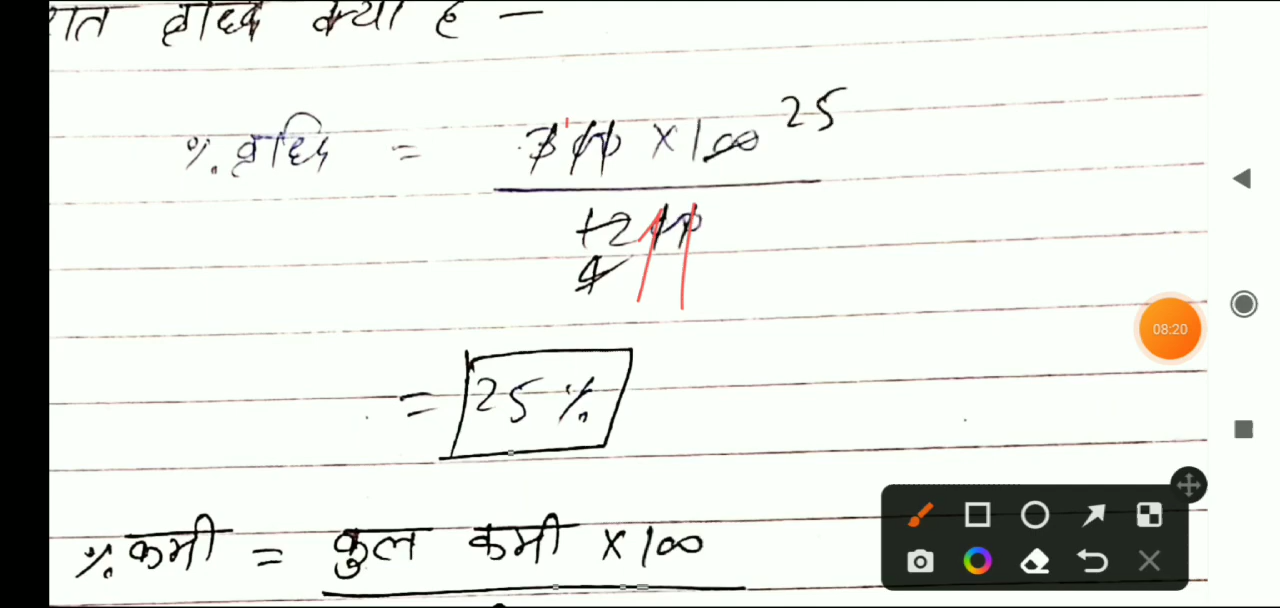 क्या है -
% वृद्धि = 300 × 100 25
1200
4
= 25 %
08:20
% कमी = कुल कमी × 100